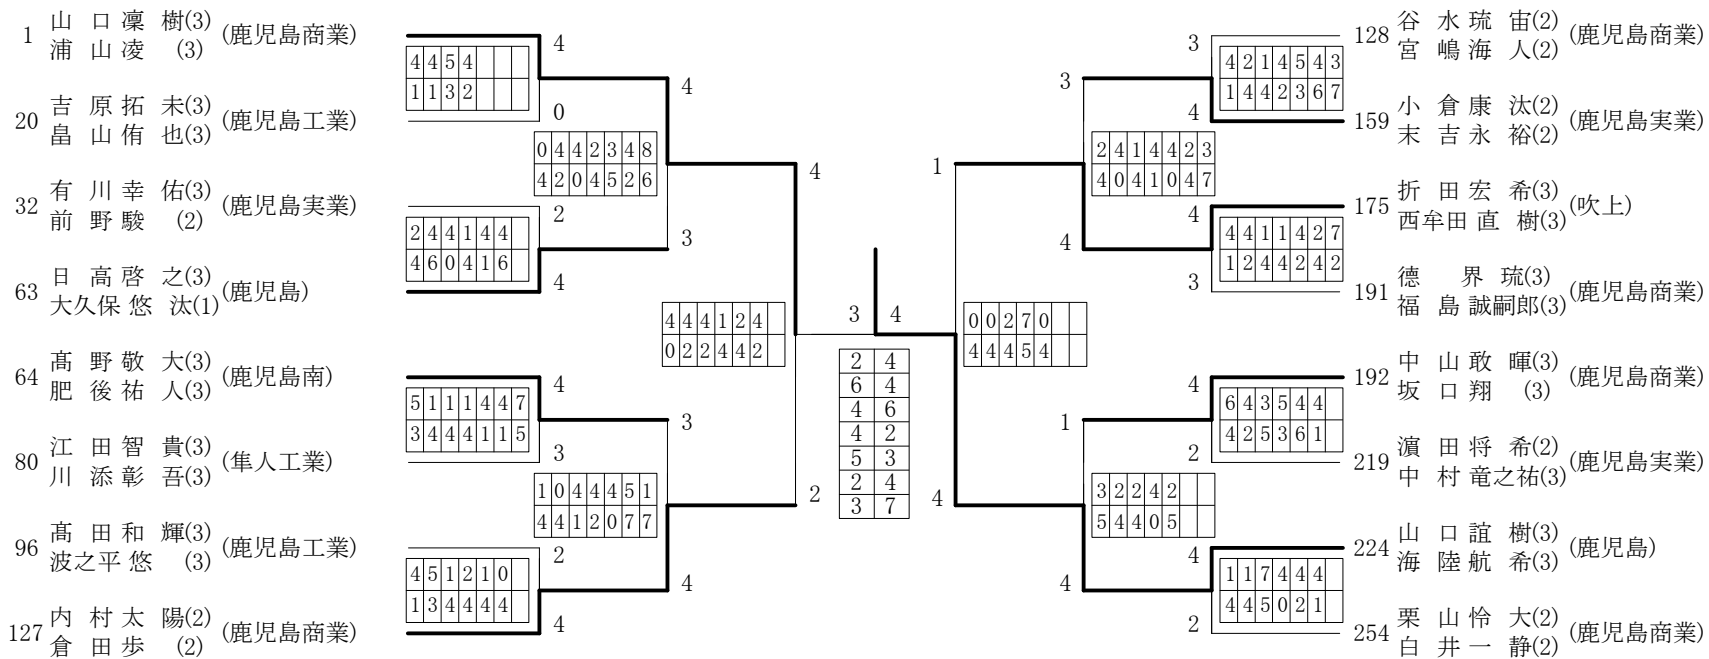 1 山口凜樹(3) (鹿児島商業)
浦山凌 (3)
4
4 4 5 4
1 1 3 2
4
20 吉原拓未(3) (鹿児島工業)
畠山侑也(3)
0
0 4 4 2 3 4 8
4 2 0 4 5 2 6
4
32 有川幸佑(3) (鹿児島実業)
前野駿 (2)
2
2 4 4 1 4 4
4 6 0 4 1 6
3
63 日高啓之(3) (鹿児島)
大久保悠汰(1)
4
4 4 4 1 2 4
0 2 2 4 4 2
64 髙野敬大(3) (鹿児島南)
肥後祐人(3)
4
5 1 1 1 4 4 7
3 4 4 4 1 1 5
3
80 江田智貴(3) (隼人工業)
川添彰吾(3)
3
1 0 4 4 4 5 1
4 4 1 2 0 7 7
2
96 髙田和輝(3) (鹿児島工業)
波之平悠 (3)
2
4 5 1 2 1 0
1 3 4 4 4 4
4
127 内村太陽(2) (鹿児島商業)
倉田歩 (2)
4
3 4
2 4
6 4
4 6
4 2
5 3
2 4
3 7
128 谷水琉宙(2) (鹿児島商業)
宮嶋海人(2)
3
4 2 1 4 5 4 3
1 4 4 2 3 6 7
3
159 小倉康汰(2) (鹿児島実業)
末吉永裕(2)
4
2 4 1 4 4 2 3
4 0 4 1 0 4 7
1
175 折田宏希(3) (吹上)
西牟田直樹(3)
4
4 4 1 1 4 2 7
1 2 4 4 2 4 2
4
191 德界琉(3) (鹿児島商業)
福島誠嗣郎(3)
3
0 0 2 7 0
4 4 4 5 4
192 中山敢暉(3) (鹿児島商業)
坂口翔 (3)
4
6 4 3 5 4 4
4 2 5 3 6 1
1
219 濵田将希(2) (鹿児島実業)
中村竜之祐(3)
2
3 2 2 4 2
5 4 4 0 5
4
224 山口誼樹(3) (鹿児島)
海陸航希(3)
4
1 1 7 4 4 4
4 4 5 0 2 1
4
254 栗山怜大(2) (鹿児島商業)
白井一静(2)
2